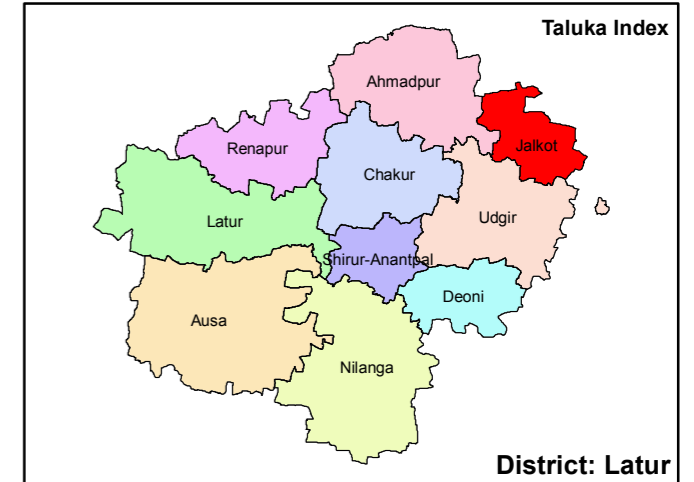 Taluka Index
Ahmadpur
Jalkot
Renapur
Chakur
Udgir
Latur
Shirur-Anantpal
Deoni
Ausa
Nilanga
District: Latur